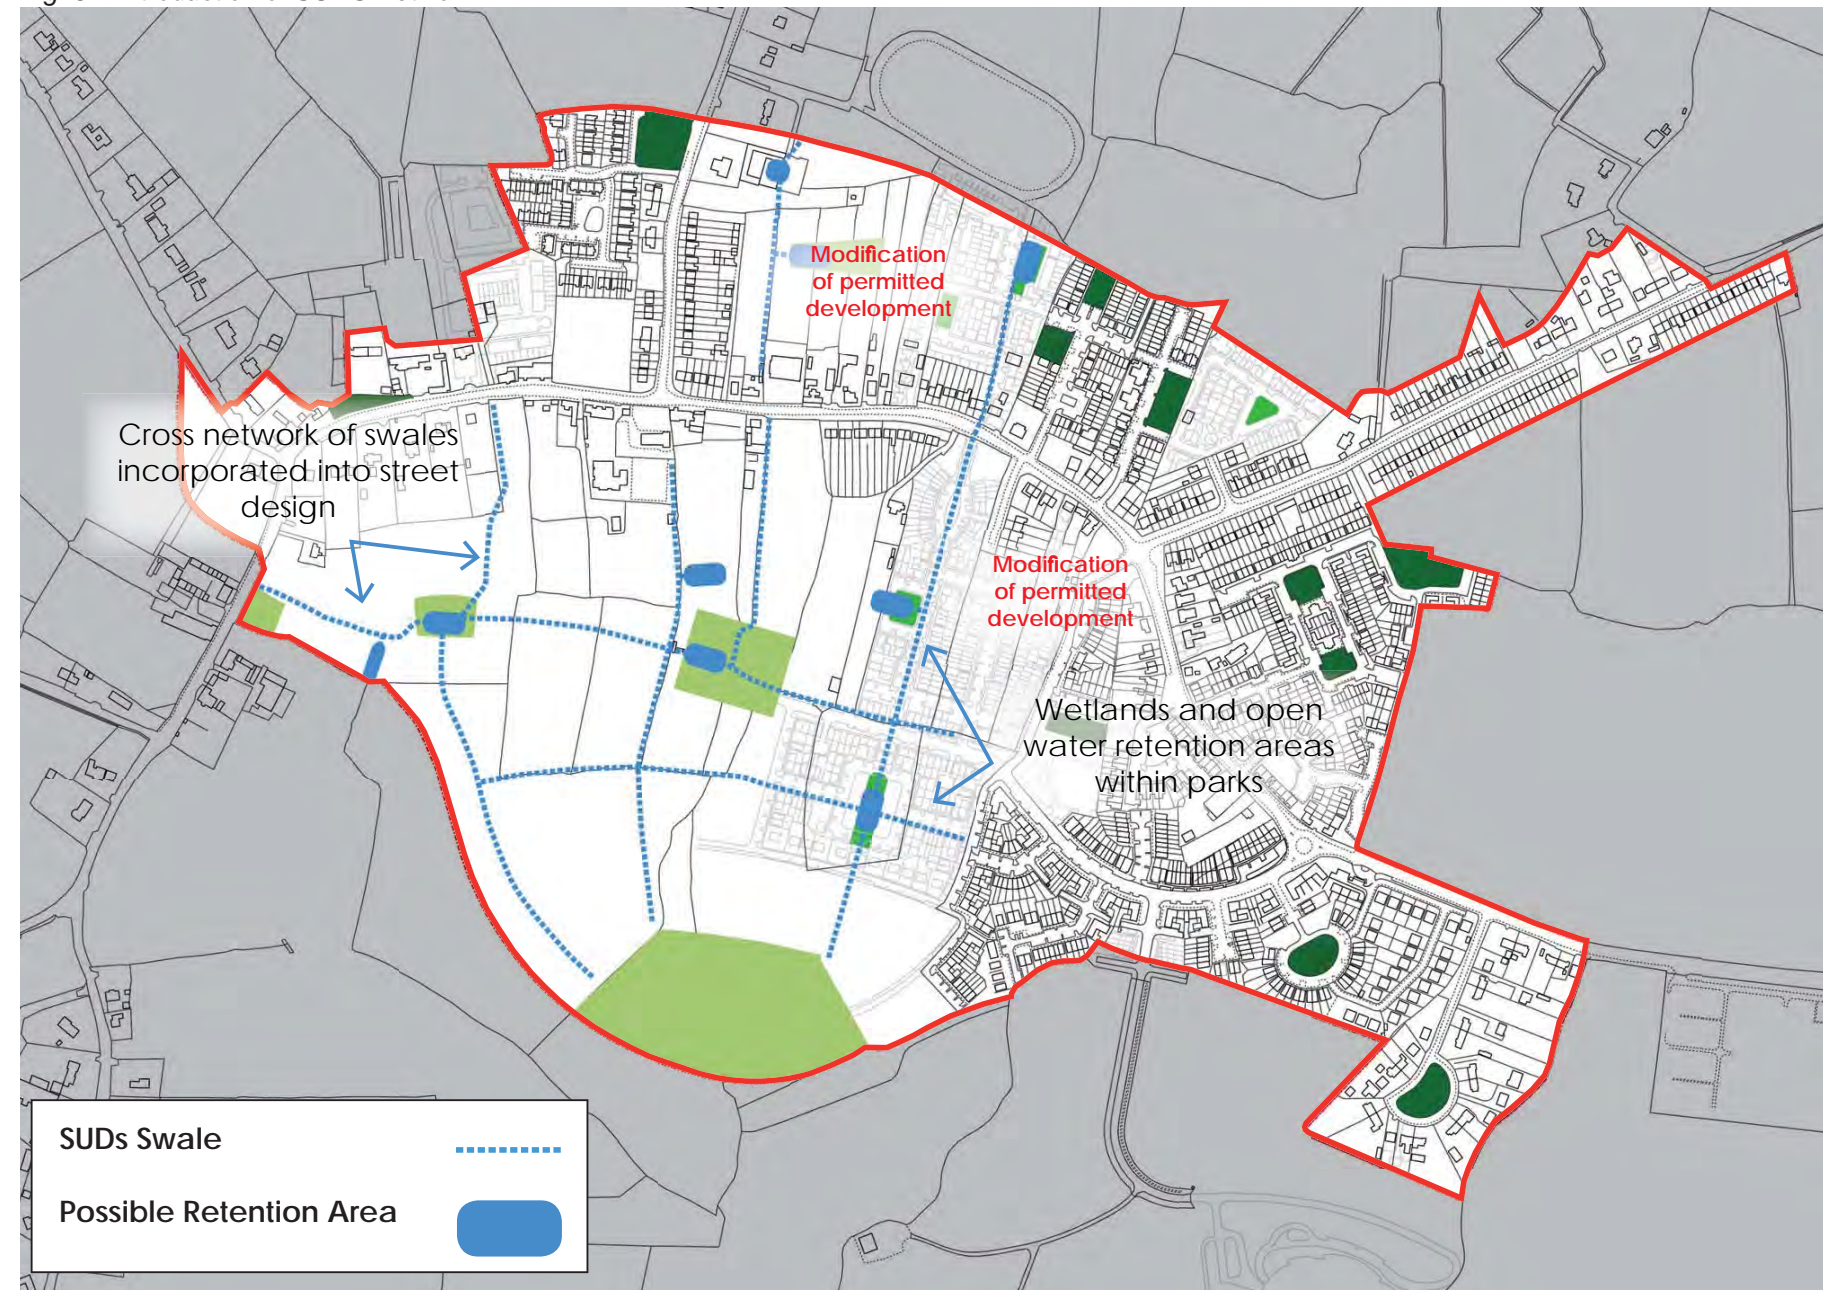 Modification
of permitted
development
Cross network of swales
incorporated into street
design
Modification
of permitted
development
Wetlands and open
water retention areas
within parks
SUDs Swale
Possible Retention Area